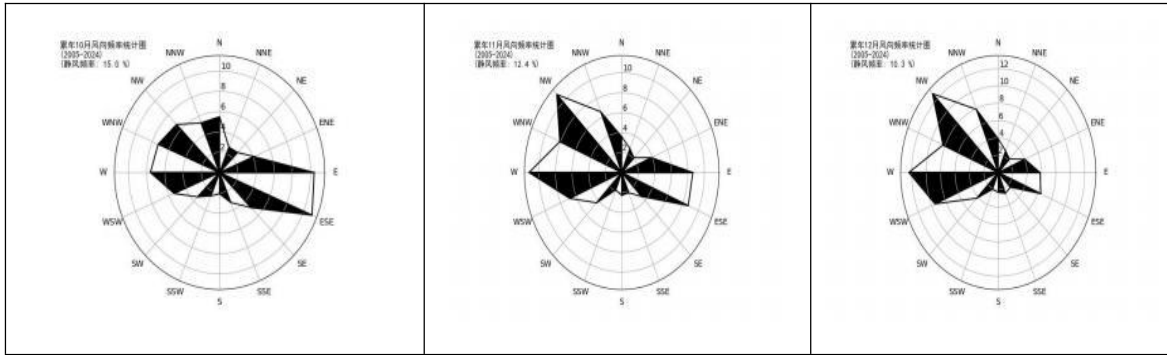 累年10月风向频率统计图
(2005-2024)
(静风频率: 15.0 %)
N
NNE
NE
ENE
E
ESE
SE
SSE
S
SSW
SW
WSW
W
WNW
NW
NNW
10
8
6
4
2
累年11月风向频率统计图
(2005-2024)
(静风频率: 12.4 %)
N
NNE
NE
ENE
E
ESE
SE
SSE
S
SSW
SW
WSW
W
WNW
NW
NNW
10
8
6
4
2
累年12月风向频率统计图
(2005-2024)
(静风频率: 10.3 %)
N
NNE
NE
ENE
E
ESE
SE
SSE
S
SSW
SW
WSW
W
WNW
NW
NNW
12
10
8
6
4
2